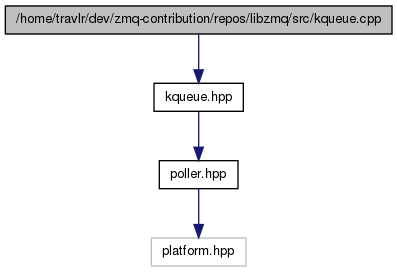 /home/travlr/dev/zmq-contribution/repos/libzmq/src/kqueue.cpp
kqueue.hpp
poller.hpp
platform.hpp